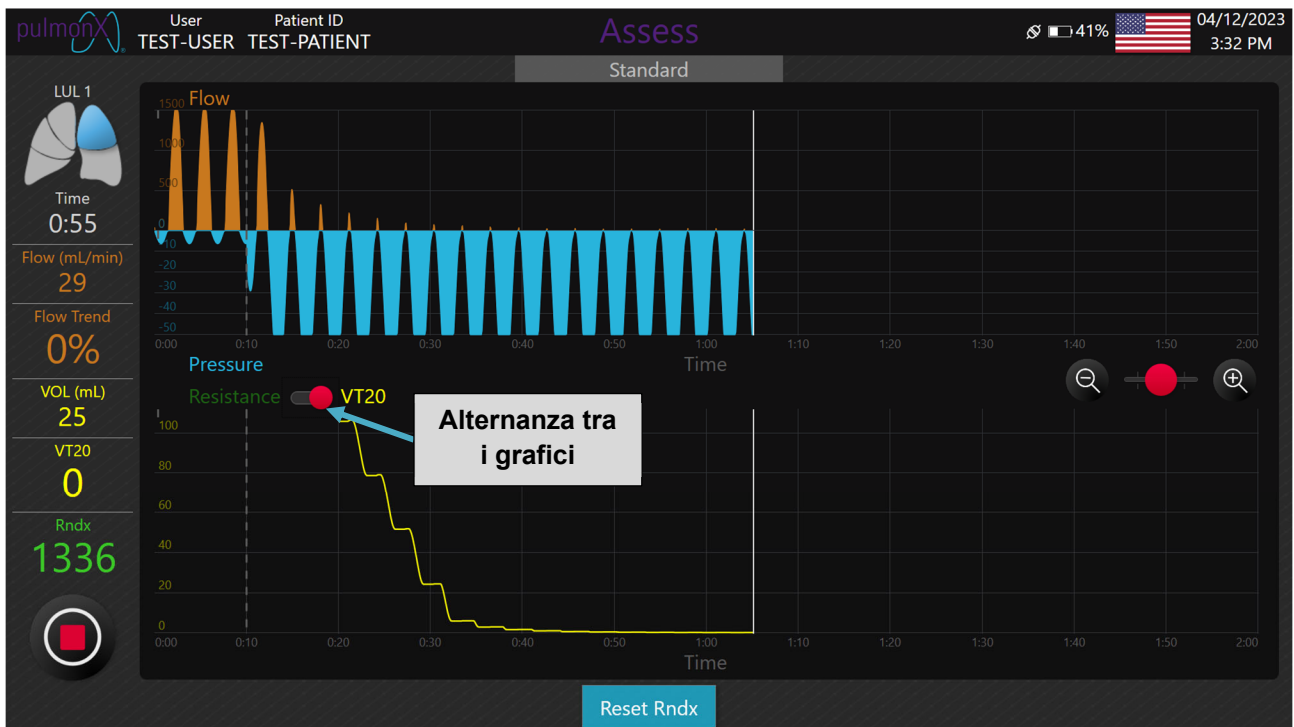 pulmonX
User
TEST-USER
Patient ID
TEST-PATIENT
Assess
41%
04/12/2023
3:32 PM
Standard
LUL 1
Time
0:55
Flow (mL/min)
29
Flow Trend
0%
VOL (mL)
25
VT20
0
Rndx
1336
Flow
1500
1000
500
0
-10
-20
-30
-40
-50
0:00 0:10 0:20 0:30 0:40 0:50 1:00 1:10 1:20 1:30 1:40 1:50 2:00
Pressure
Time
Resistance VT20
Alternanza tra
i grafici
100
80
60
40
20
0
0:00 0:10 0:20 0:30 0:40 0:50 1:00 1:10 1:20 1:30 1:40 1:50 2:00
Time
Reset Rndx